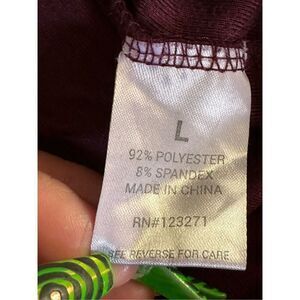 L
92% POLYESTER
8% SPANDEX
MADE IN CHINA
RN#123271
SEE REVERSE FOR CARE